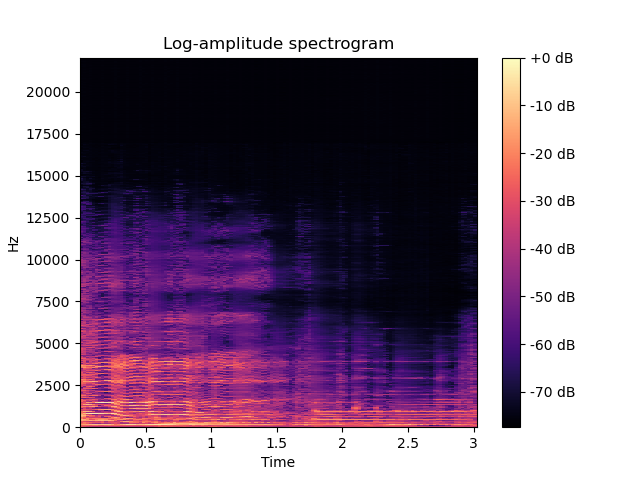 Log-amplitude spectrogram
Hz
20000
17500
15000
12500
10000
7500
5000
2500
0
0
0.5
1
1.5
2
2.5
3
Time
+0 dB
-10 dB
-20 dB
-30 dB
-40 dB
-50 dB
-60 dB
-70 dB